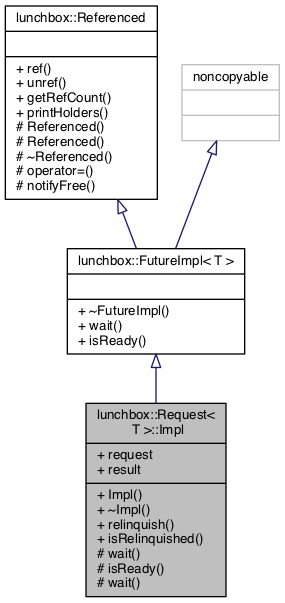 lunchbox::Referenced
+ ref()
+ unref()
+ getRefCount()
+ printHolders()
# Referenced()
# Referenced()
# ~Referenced()
# operator=()
# notifyFree()
noncopyable
lunchbox::FutureImpl< T >
+ ~FutureImpl()
+ wait()
+ isReady()
lunchbox::Request<
T >::Impl
+ request
+ result
+ Impl()
+ ~Impl()
+ relinquish()
+ isRelinquished()
# wait()
# isReady()
# wait()